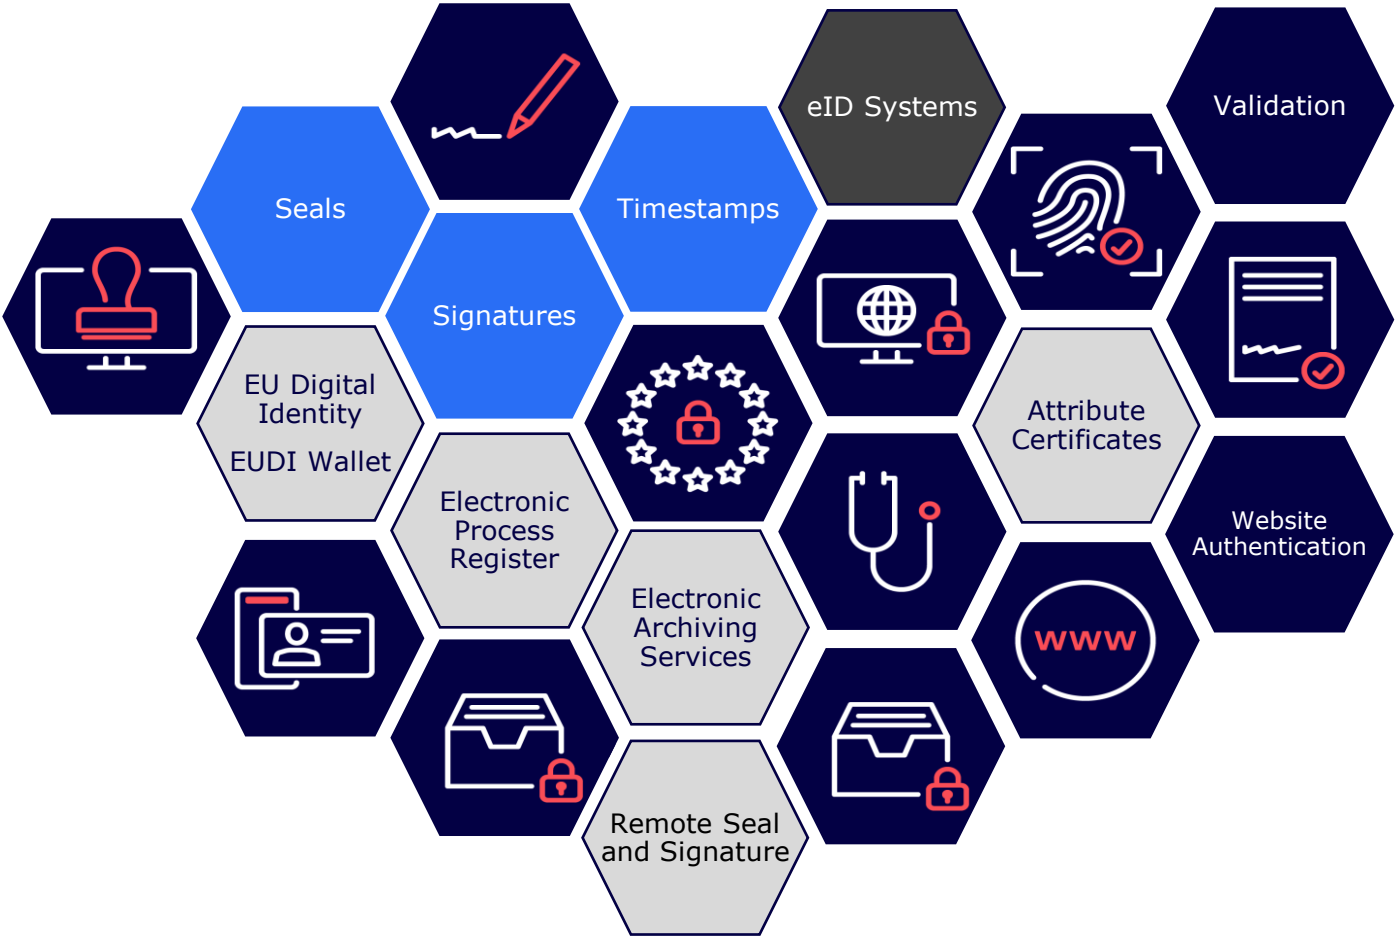 eID Systems
Validation
Seals
Timestamps
Signatures
EU Digital
Identity
EUDI Wallet
Attribute
Certificates
Electronic
Process
Register
Website
Authentication
Electronic
Archiving
Services
www
Remote Seal
and Signature